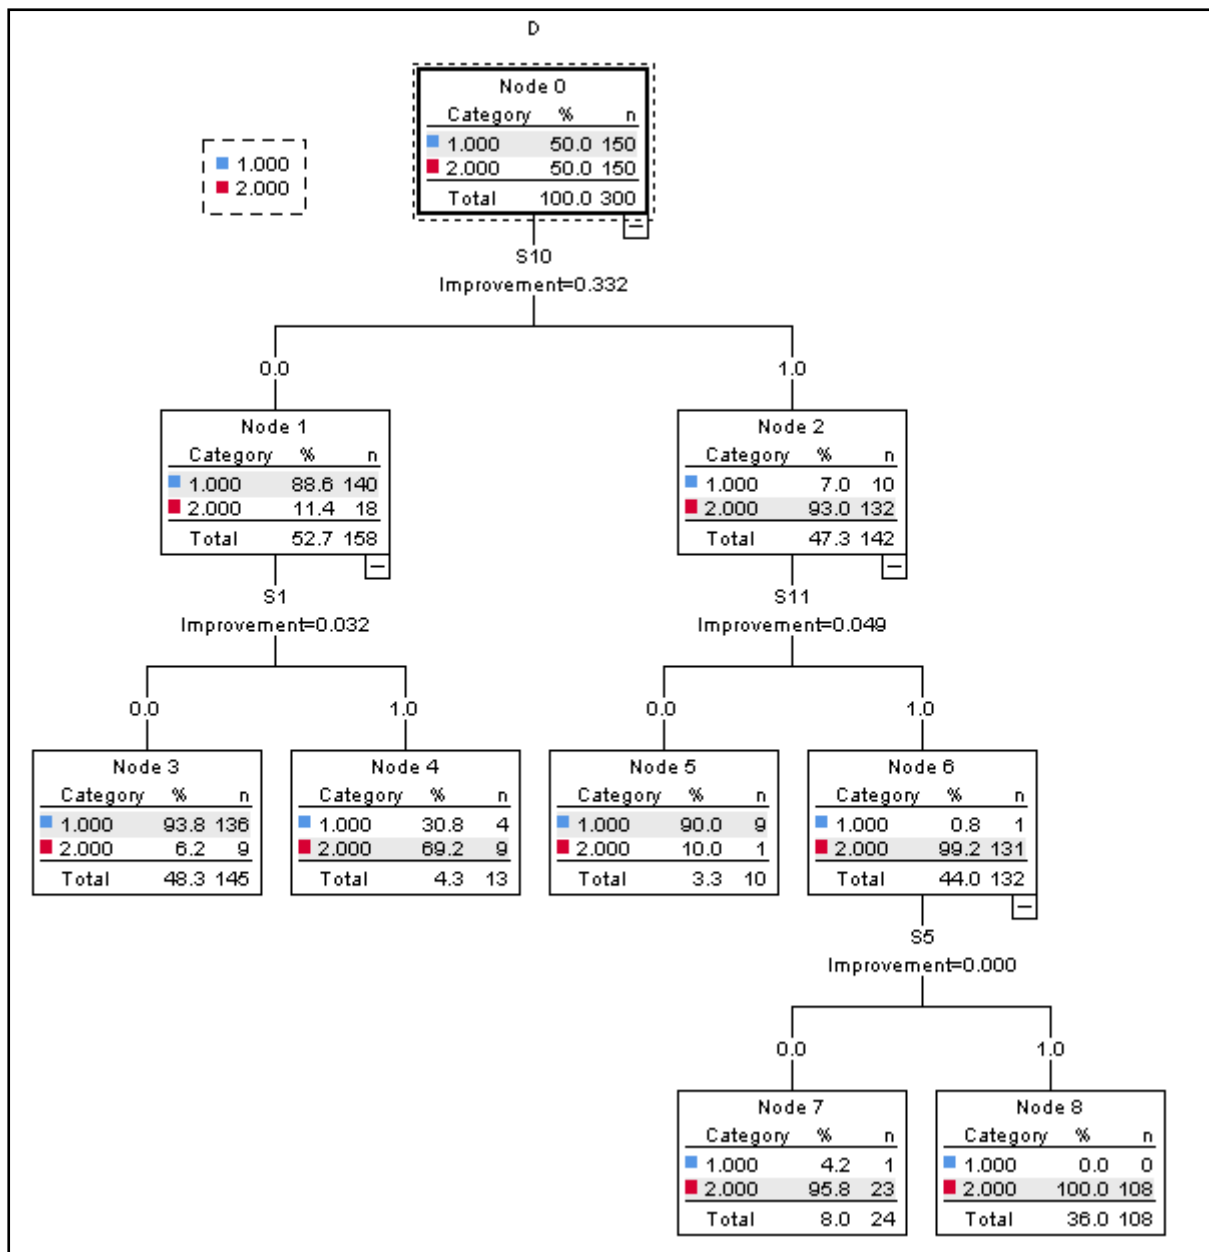 D
Node 0
Category % n
1.000 50.0 150
2.000 50.0 150
Total 100.0 300
1.000
2.000
S10
Improvement=0.332
0.0
1.0
Node 1
Category % n
1.000 88.6 140
2.000 11.4 18
Total 52.7 158
Node 2
Category % n
1.000 7.0 10
2.000 93.0 132
Total 47.3 142
S1
Improvement=0.032
S11
Improvement=0.049
0.0
1.0
0.0
1.0
Node 3
Category % n
1.000 93.8 136
2.000 6.2 9
Total 48.3 145
Node 4
Category % n
1.000 30.8 4
2.000 69.2 9
Total 4.3 13
Node 5
Category % n
1.000 90.0 9
2.000 10.0 1
Total 3.3 10
Node 6
Category % n
1.000 0.8 1
2.000 99.2 131
Total 44.0 132
S5
Improvement=0.000
0.0
1.0
Node 7
Category % n
1.000 4.2 1
2.000 95.8 23
Total 8.0 24
Node 8
Category % n
1.000 0.0 0
2.000 100.0 108
Total 36.0 108